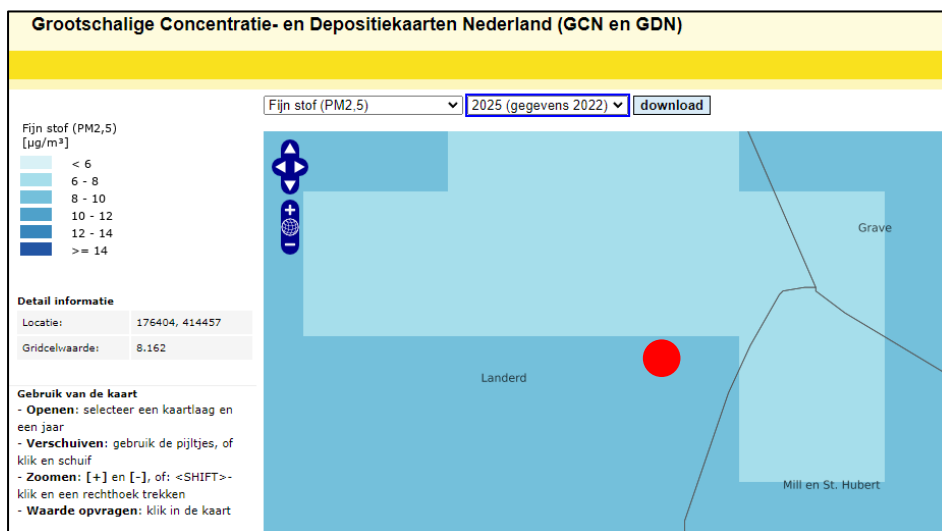 Grootschalige Concentratie- en Depositiekaarten Nederland (GCN en GDN)
Fijn stof (PM2,5) 2025 (gegevens 2022) download
Fijn stof (PM2,5)
[µg/m³]
< 6
6 - 8
8 - 10
10 - 12
12 - 14
>= 14
Detail informatie
Locatie: 176404, 414457
Gridcelwaarde: 8.162
Gebruik van de kaart
- Openen: selecteer een kaartlaag en
een jaar
- Verschuiven: gebruik de pijltjes, of
klik en schuif
- Zoomen: [+] en [-], of: <SHIFT>-
klik en een rechthoek trekken
- Waarde opvragen: klik in de kaart
Grave
Landerd
Mill en St. Hubert